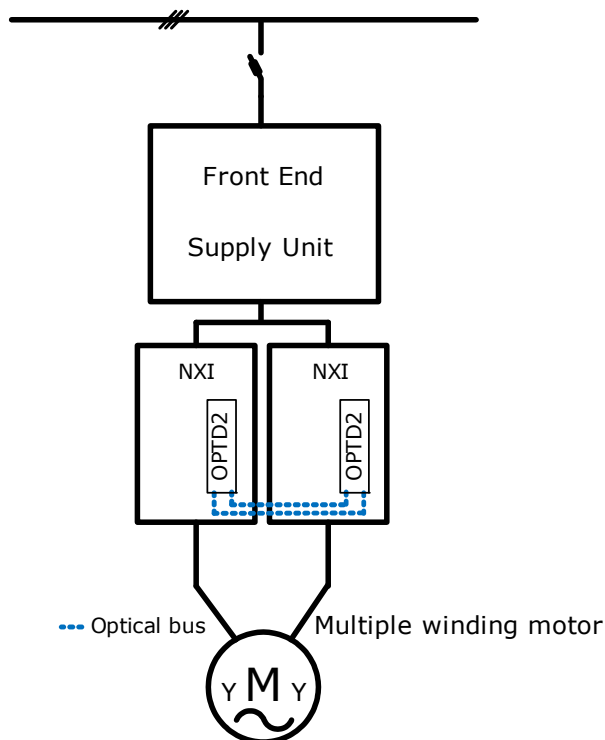 Front End
Supply Unit
NXI
NXI
OPTD2
OPTD2
Optical bus
Multiple winding motor
Y M Y